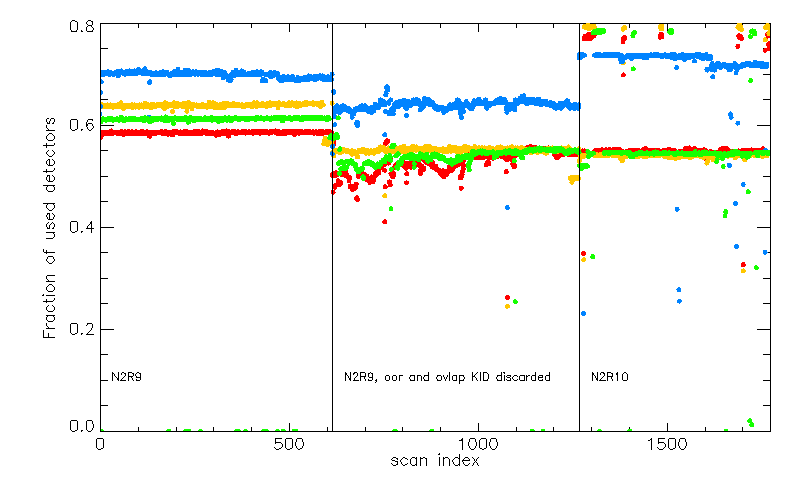 0.8
0.6
0.4
0.2
0.0
Fraction of used detectors
N2R9
N2R9, oor and ovlap KID discarded
N2R10
0
500
1000
1500
scan index